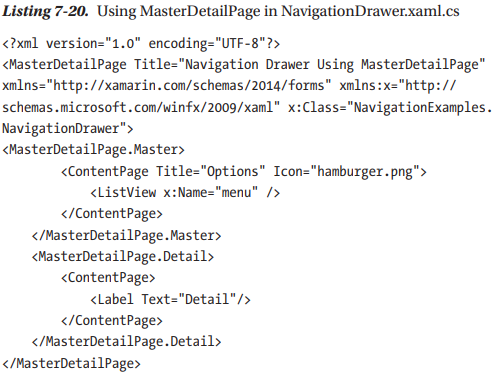 Listing 7-20. Using MasterDetailPage in NavigationDrawer.xaml.cs
<?xml version="1.0" encoding="UTF-8"?>
<MasterDetailPage Title="Navigation Drawer Using MasterDetailPage"
xmlns="http://xamarin.com/schemas/2014/forms" xmlns:x="http://
schemas.microsoft.com/winfx/2009/xaml" x:Class="NavigationExamples.
NavigationDrawer">
<MasterDetailPage.Master>
        <ContentPage Title="Options" Icon="hamburger.png">
            <ListView x:Name="menu" />
        </ContentPage>
    </MasterDetailPage.Master>
    <MasterDetailPage.Detail>
        <ContentPage>
            <Label Text="Detail"/>
        </ContentPage>
    </MasterDetailPage.Detail>
</MasterDetailPage>